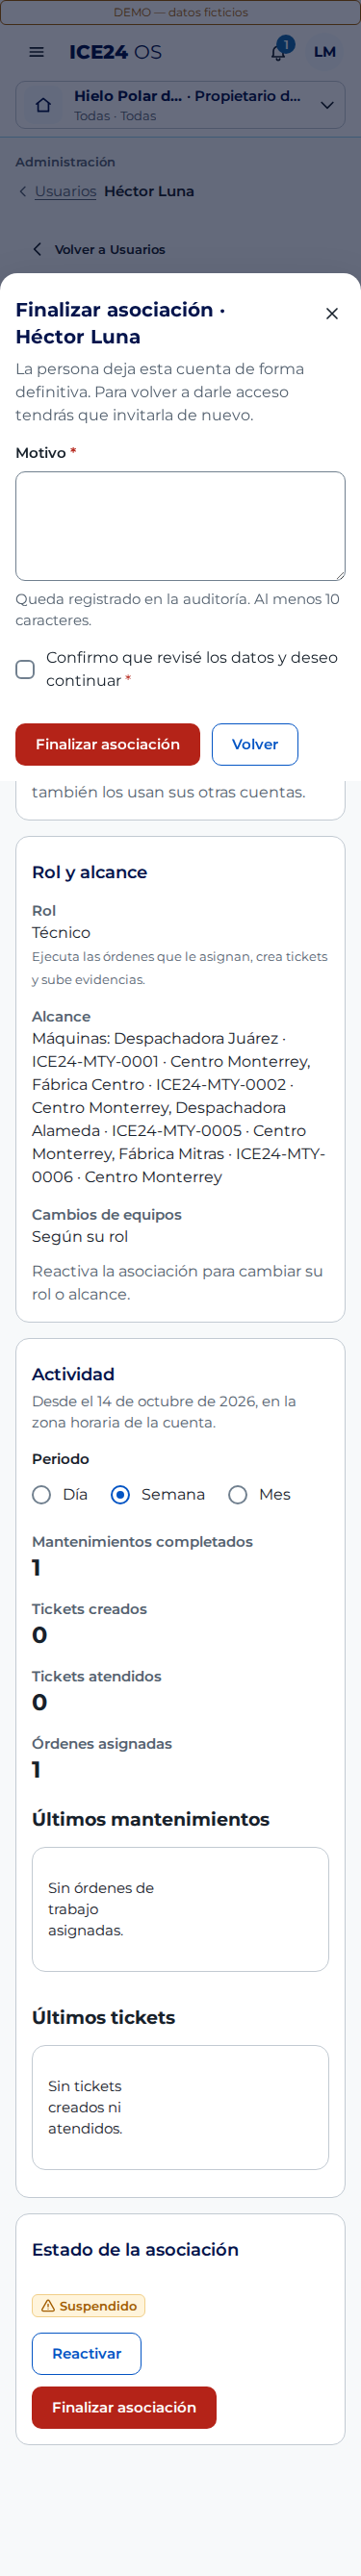 DEMO — datos ficticios
ICE24 OS
1
LM
Hielo Polar d... · Propietario d...
Todas · Todas
Administración
Usuarios Héctor Luna
Volver a Usuarios
Finalizar asociación ·
Héctor Luna
La persona deja esta cuenta de forma
definitiva. Para volver a darle acceso
tendrás que invitarla de nuevo.
Motivo *
Queda registrado en la auditoría. Al menos 10
caracteres.
Confirmo que revisé los datos y deseo
continuar *
Finalizar asociación
Volver
también los usan sus otras cuentas.
Rol y alcance
Rol
Técnico
Ejecuta las órdenes que le asignan, crea tickets
y sube evidencias.
Alcance
Máquinas: Despachadora Juárez ·
ICE24-MTY-0001 · Centro Monterrey,
Fábrica Centro · ICE24-MTY-0002 ·
Centro Monterrey, Despachadora
Alameda · ICE24-MTY-0005 · Centro
Monterrey, Fábrica Mitras · ICE24-MTY-
0006 · Centro Monterrey
Cambios de equipos
Según su rol
Reactiva la asociación para cambiar su
rol o alcance.
Actividad
Desde el 14 de octubre de 2026, en la
zona horaria de la cuenta.
Periodo
Día Semana Mes
Mantenimientos completados
1
Tickets creados
0
Tickets atendidos
0
Órdenes asignadas
1
Últimos mantenimientos
Sin órdenes de
trabajo
asignadas.
Últimos tickets
Sin tickets
creados ni
atendidos.
Estado de la asociación
Suspendido
Reactivar
Finalizar asociación